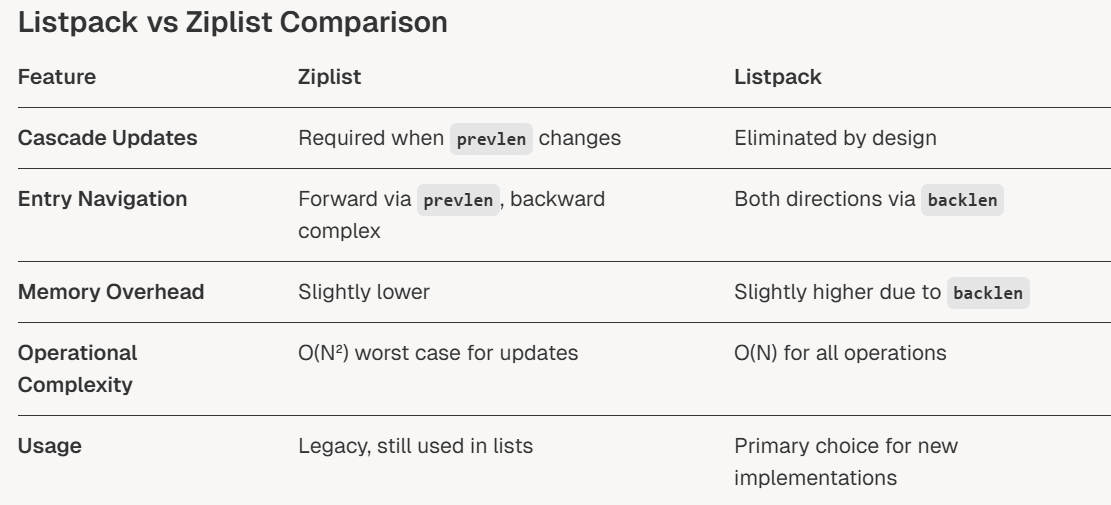 Listpack vs Ziplist Comparison
Feature Ziplist Listpack
Cascade Updates Required when prevlen changes Eliminated by design
Entry Navigation Forward via prevlen, backward Both directions via backlen
complex
Memory Overhead Slightly lower Slightly higher due to backlen
Operational O(N²) worst case for updates O(N) for all operations
Complexity
Usage Legacy, still used in lists Primary choice for new
implementations